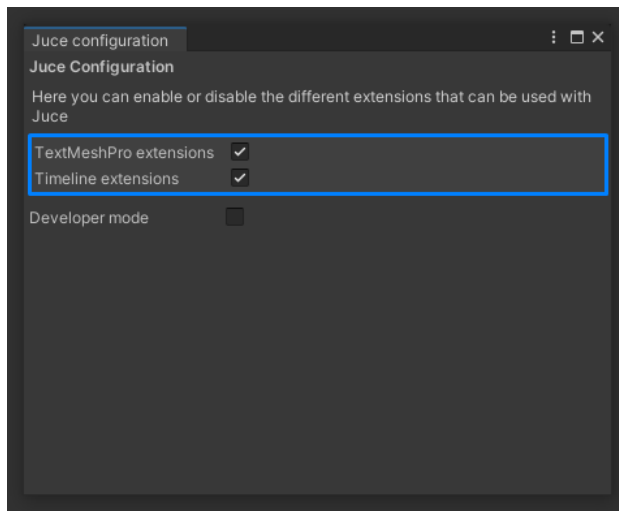 Juce configuration
Juce Configuration
Here you can enable or disable the different extensions that can be used with
Juce
TextMeshPro extensions
Timeline extensions
Developer mode